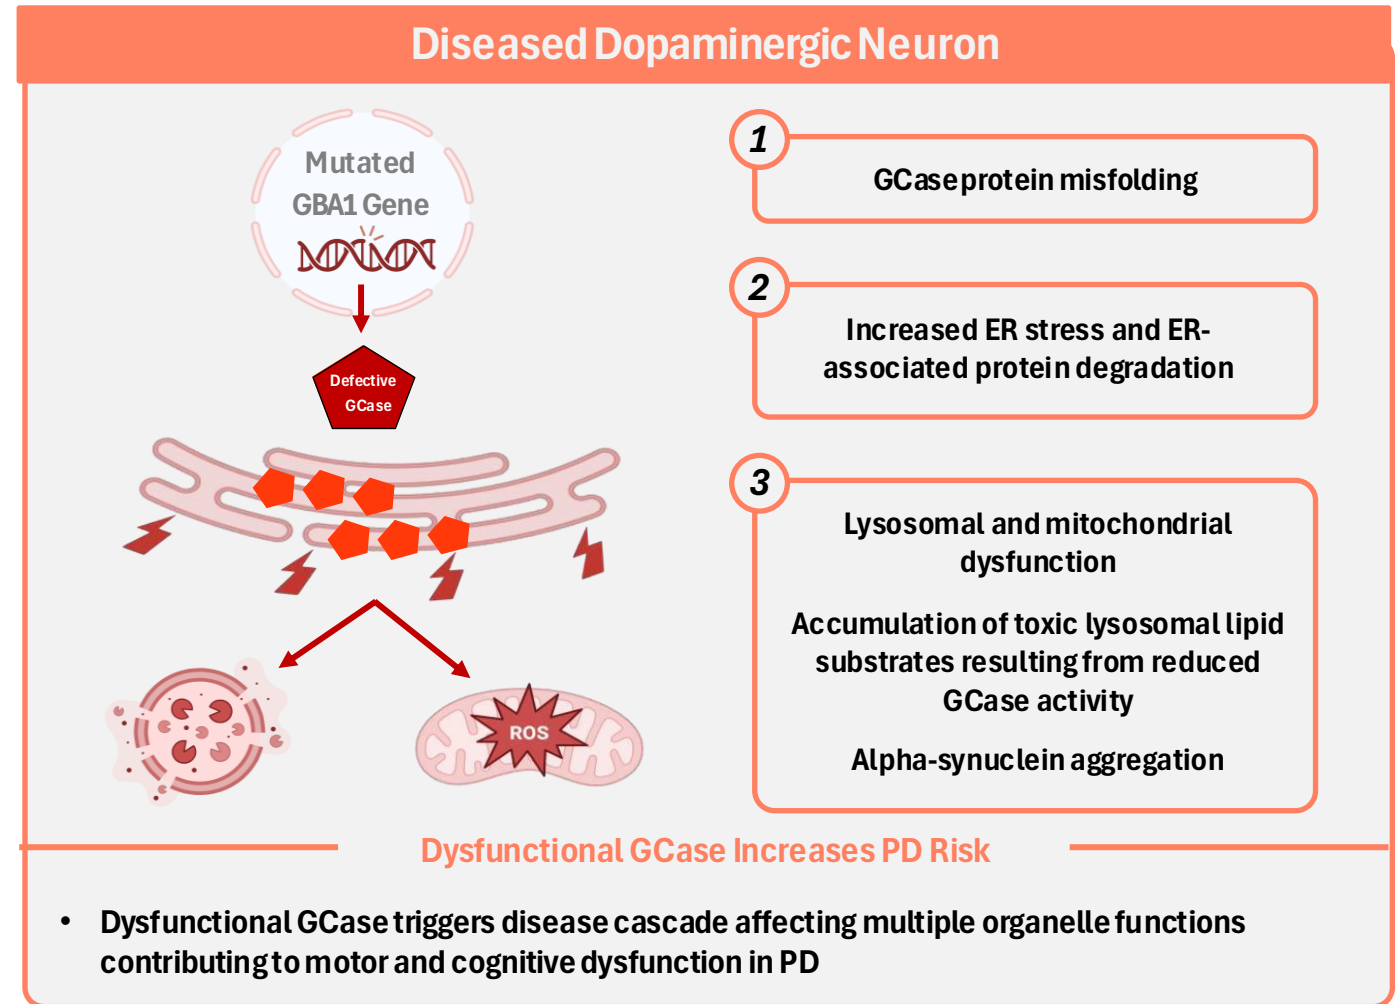 Diseased Dopaminergic Neuron
Mutated
GBA1 Gene
Defective
GCase
ROS
1
GCase protein misfolding
2
Increased ER stress and ER-
associated protein degradation
3
Lysosomal and mitochondrial
dysfunction
Accumulation of toxic lysosomal lipid
substrates resulting from reduced
GCase activity
Alpha-synuclein aggregation
Dysfunctional GCase Increases PD Risk
• Dysfunctional GCase triggers disease cascade affecting multiple organelle functions
contributing to motor and cognitive dysfunction in PD